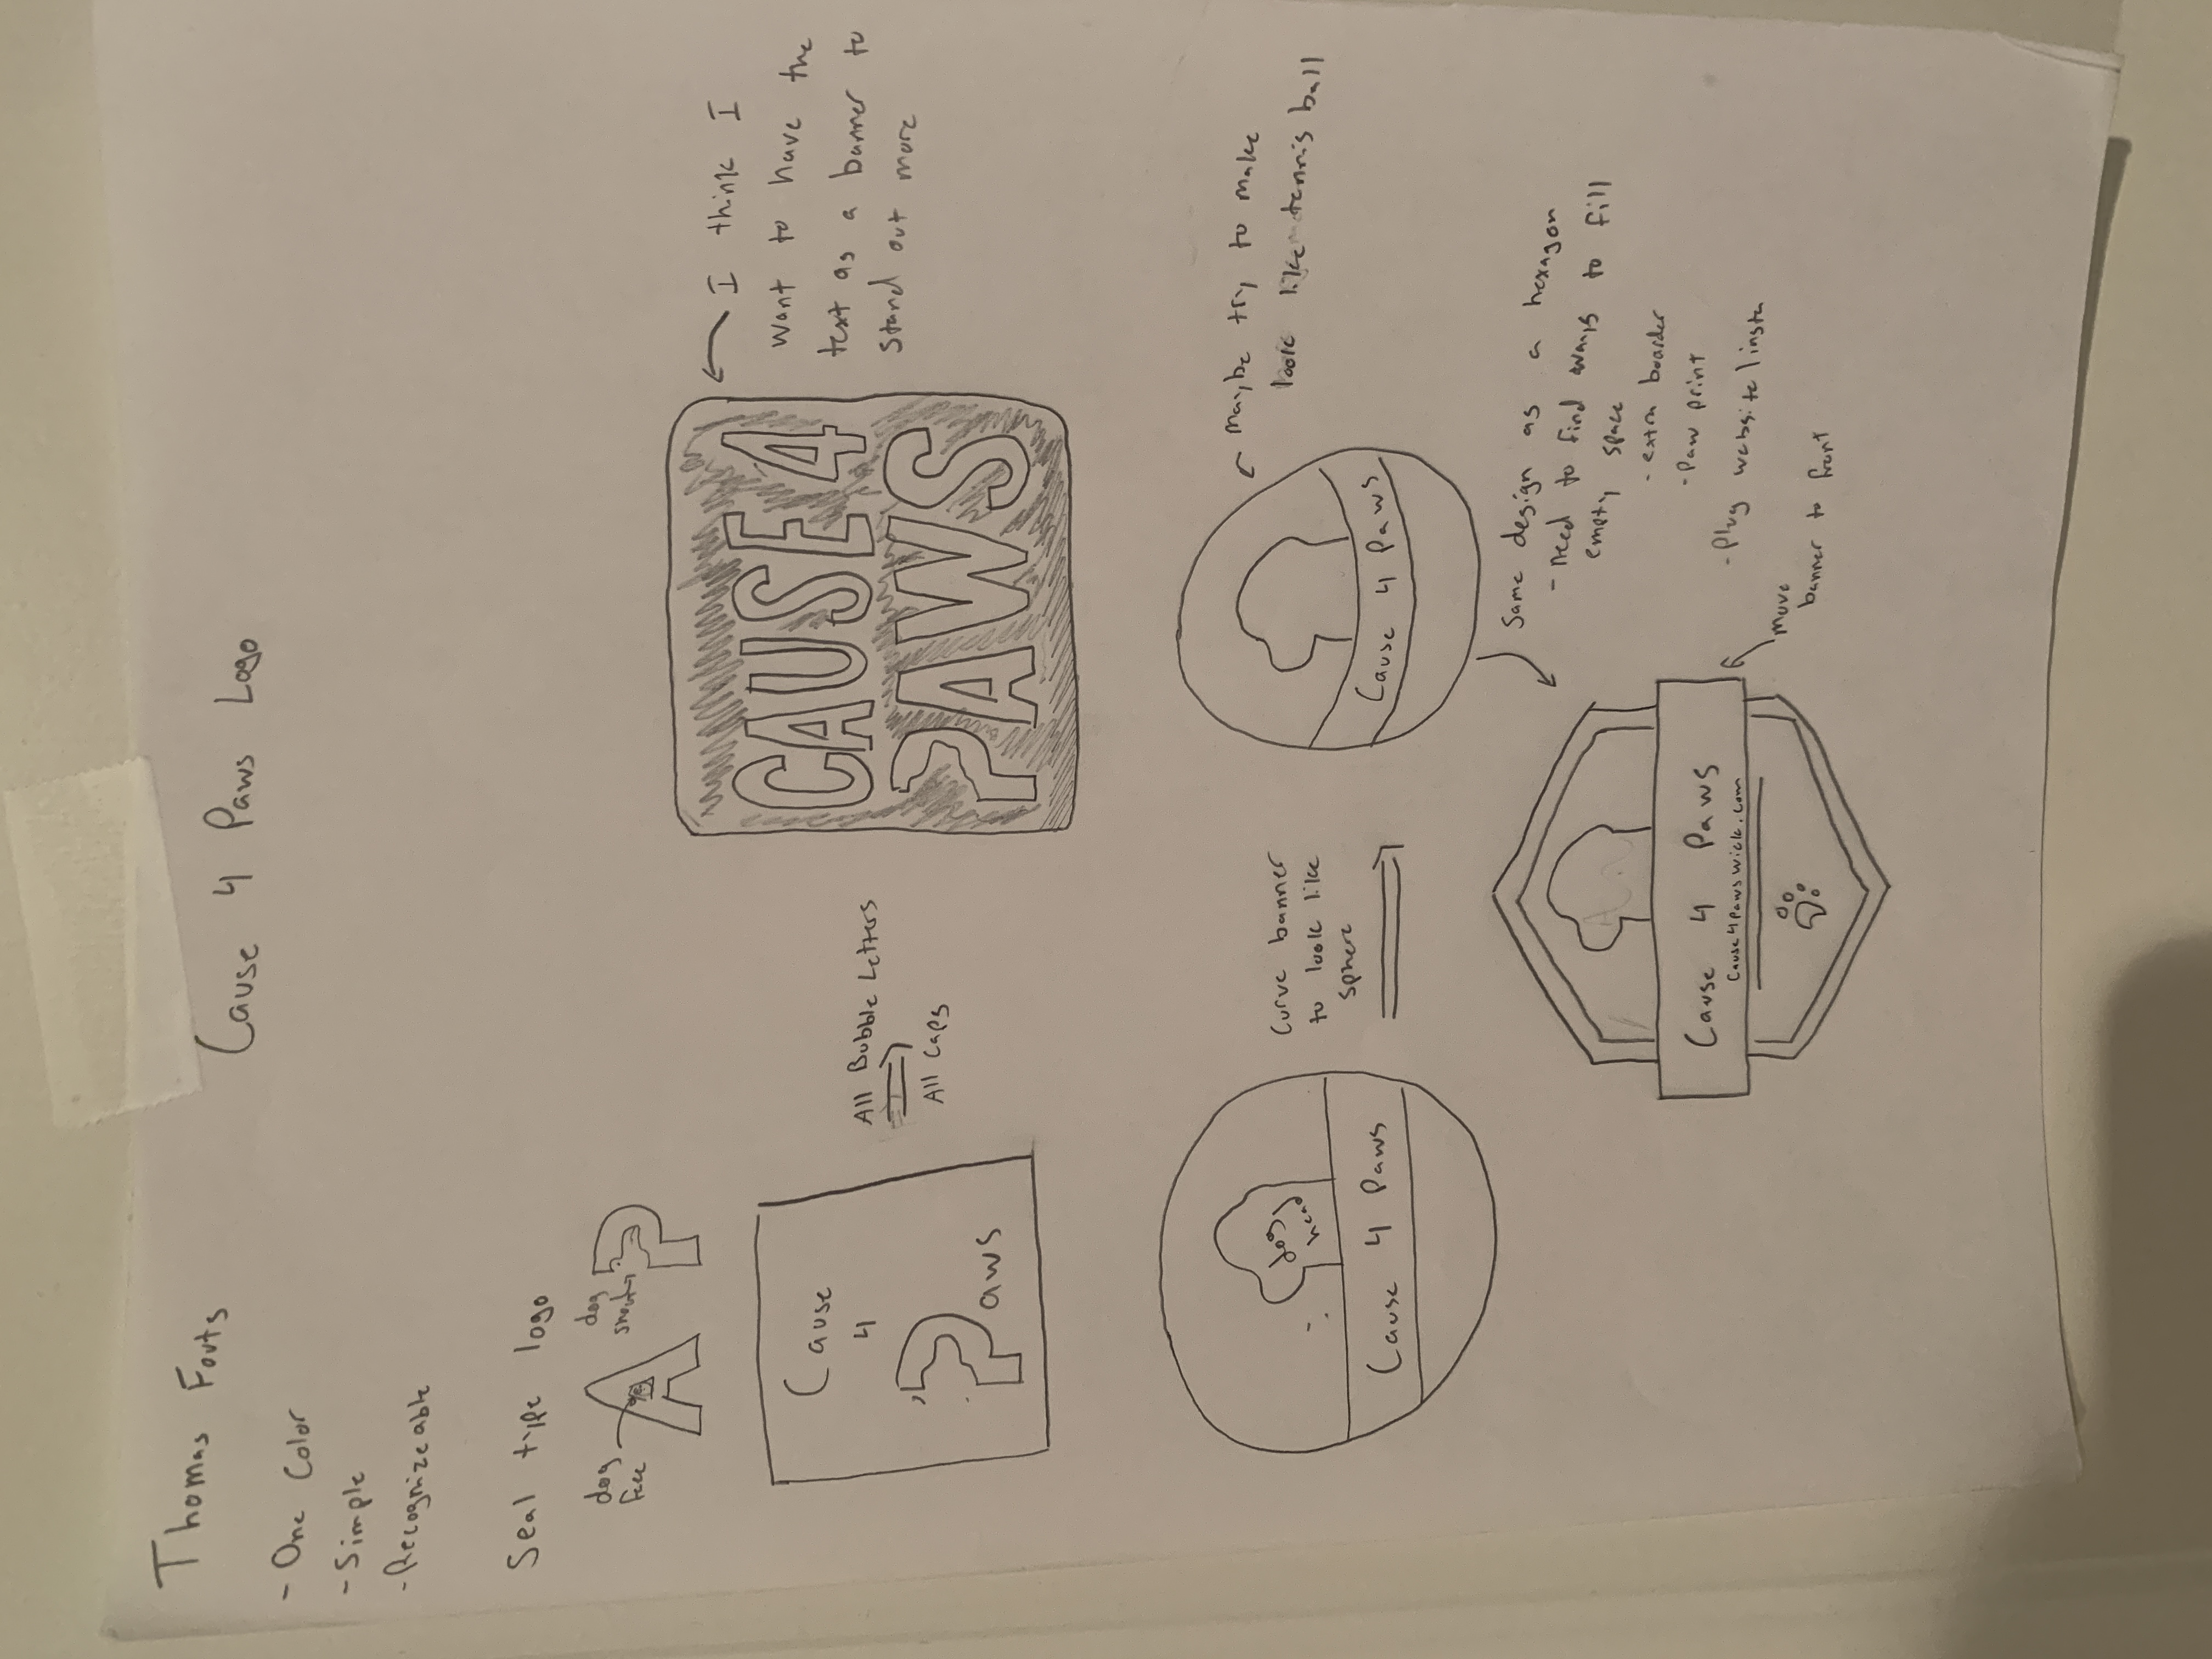 Thomas Fouts
Cause 4 Paws Logo
- One Color
- Simple
- Recognizeable
Seal type logo
dog
face
dog
snout
A P
Cause
4
Paws
All Bubble Letters
All Caps
CAUSE 4
PAWS
I think I
want to have the
text as a banner to
stand out more
dog
head
Cause 4 Paws
Curve banner
to look like
sphere
Cause 4 Paws
maybe try to make
look like tennis ball
Same design as a hexagon
- need to find ways to fill
empty space
- extra boarder
- Paw print
- Plug website/insta
Cause 4 Paws
Cause4Pawswick.com
move
banner to front